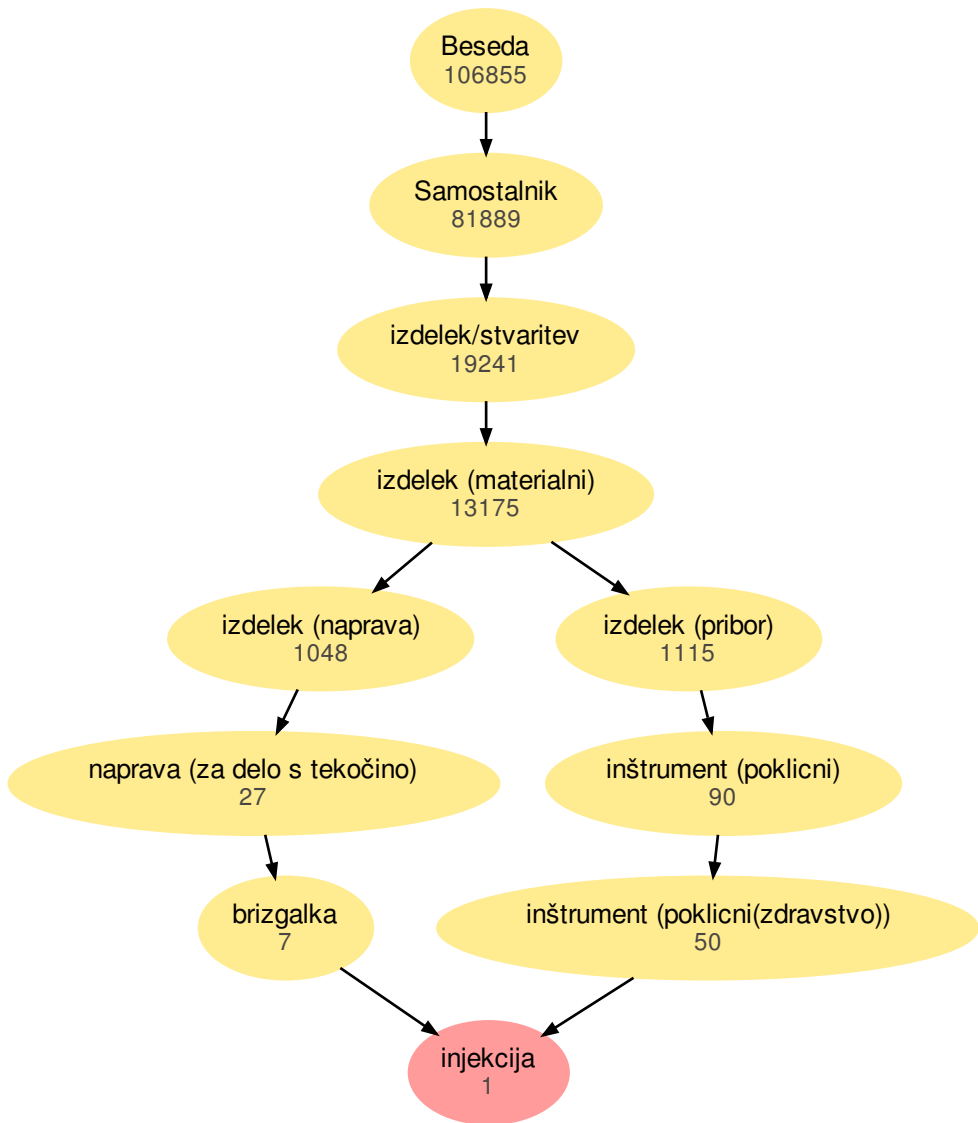 Beseda
106855
Samostalnik
81889
izdelek/stvaritev
19241
izdelek (materialni)
13175
izdelek (naprava)
1048
izdelek (pribor)
1115
naprava (za delo s tekočino)
27
inštrument (poklicni)
90
brizgalka
7
inštrument (poklicni(zdravstvo))
50
injekcija
1